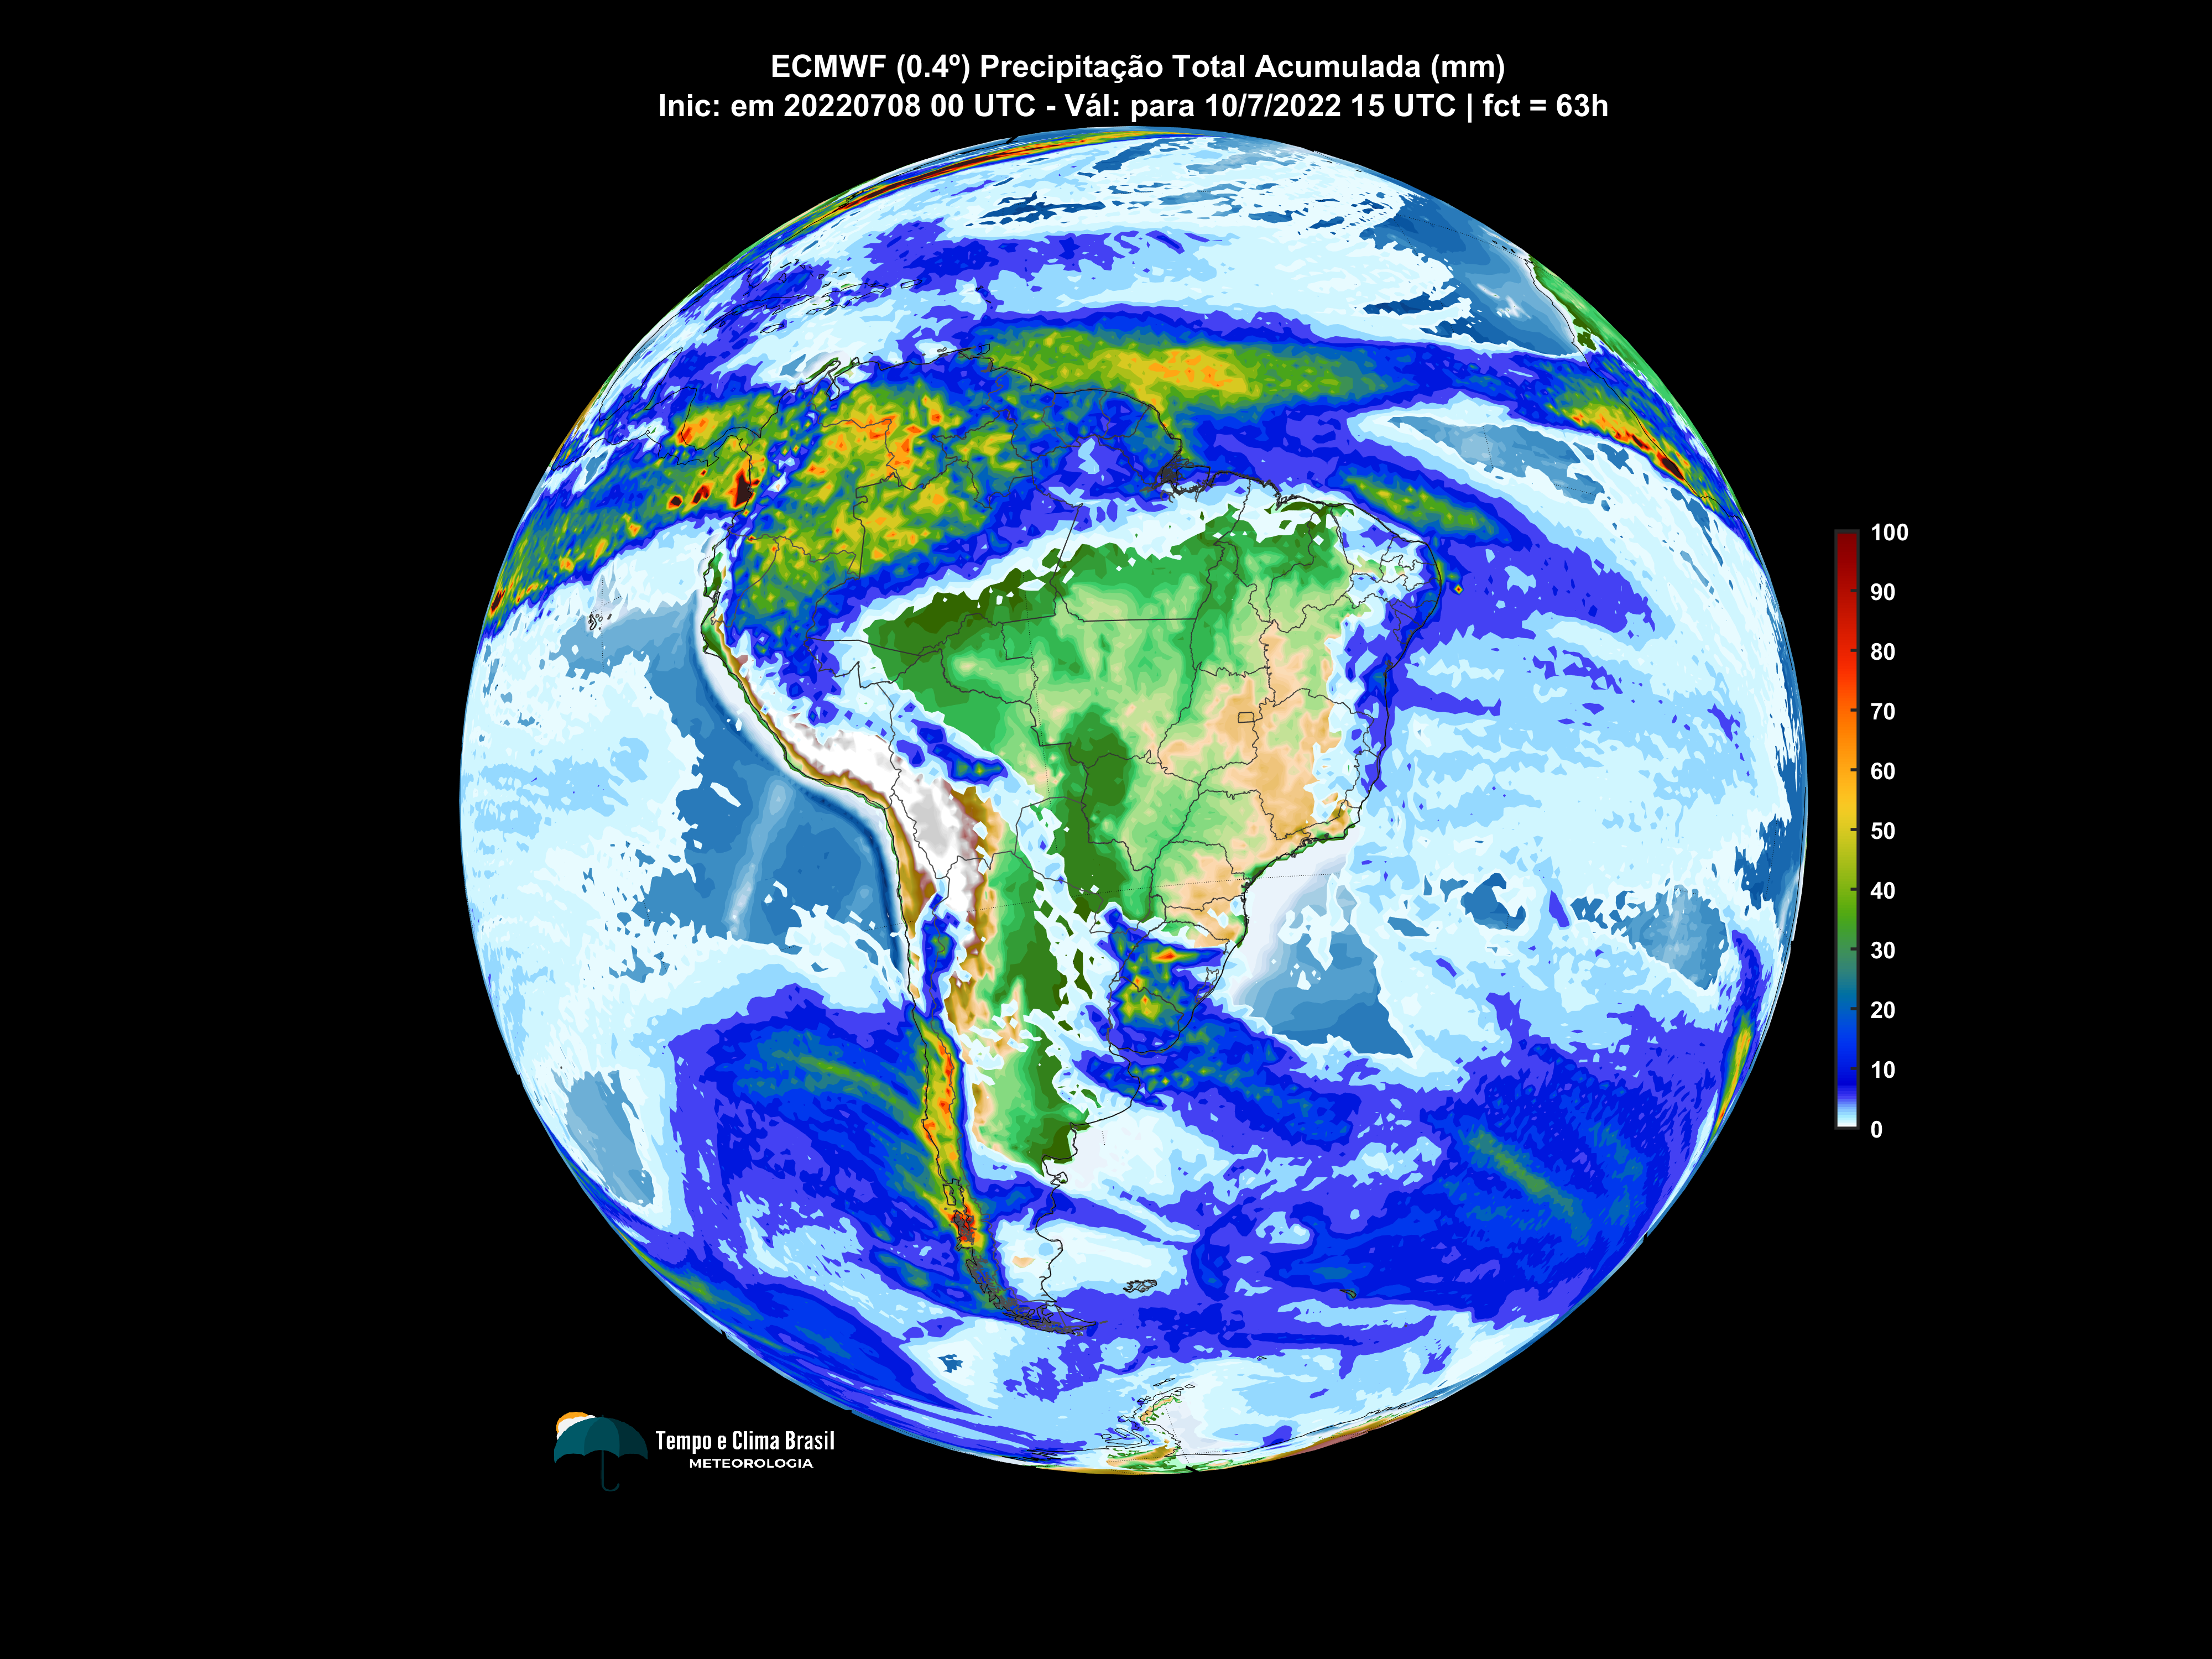 ECMWF (0.4º) Precipitação Total Acumulada (mm)
Inic: em 20220708 00 UTC - Vál: para 10/7/2022 15 UTC | fct = 63h
100
90
80
70
60
50
40
30
20
10
0
Tempo e Clima Brasil
METEOROLOGIA